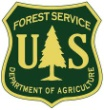 FOREST SERVICE
U S
DEPARTMENT OF AGRICULTURE